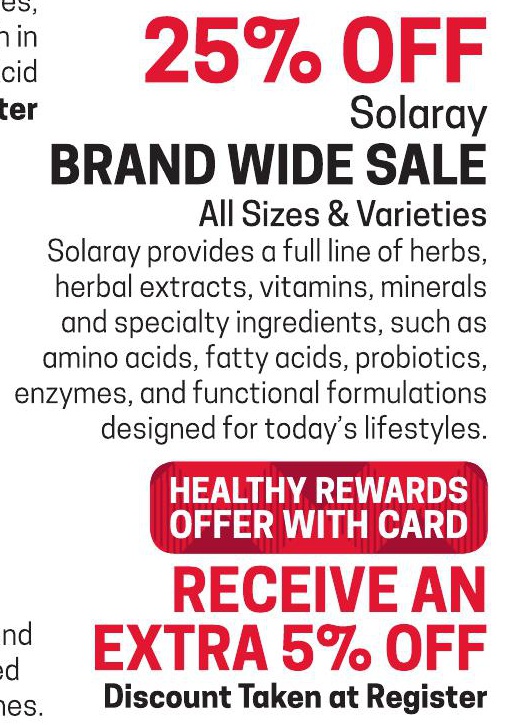 25% OFF
Solaray
BRAND WIDE SALE
All Sizes & Varieties
Solaray provides a full line of herbs,
herbal extracts, vitamins, minerals
and specialty ingredients, such as
amino acids, fatty acids, probiotics,
enzymes, and functional formulations
designed for today's lifestyles.
HEALTHY REWARDS
OFFER WITH CARD
RECEIVE AN
EXTRA 5% OFF
Discount Taken at Register